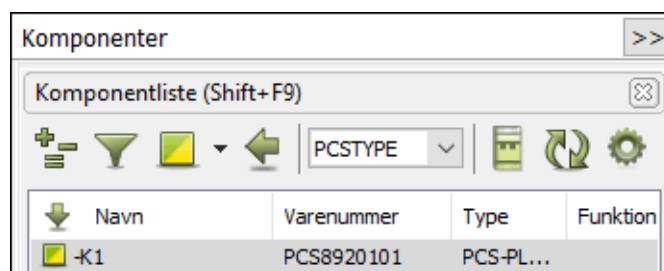 Komponenter >>
Komponentliste (Shift+F9)
PCSTYPE
Navn Varenummer Type Funktion
-K1 PCS8920101 PCS-PL...